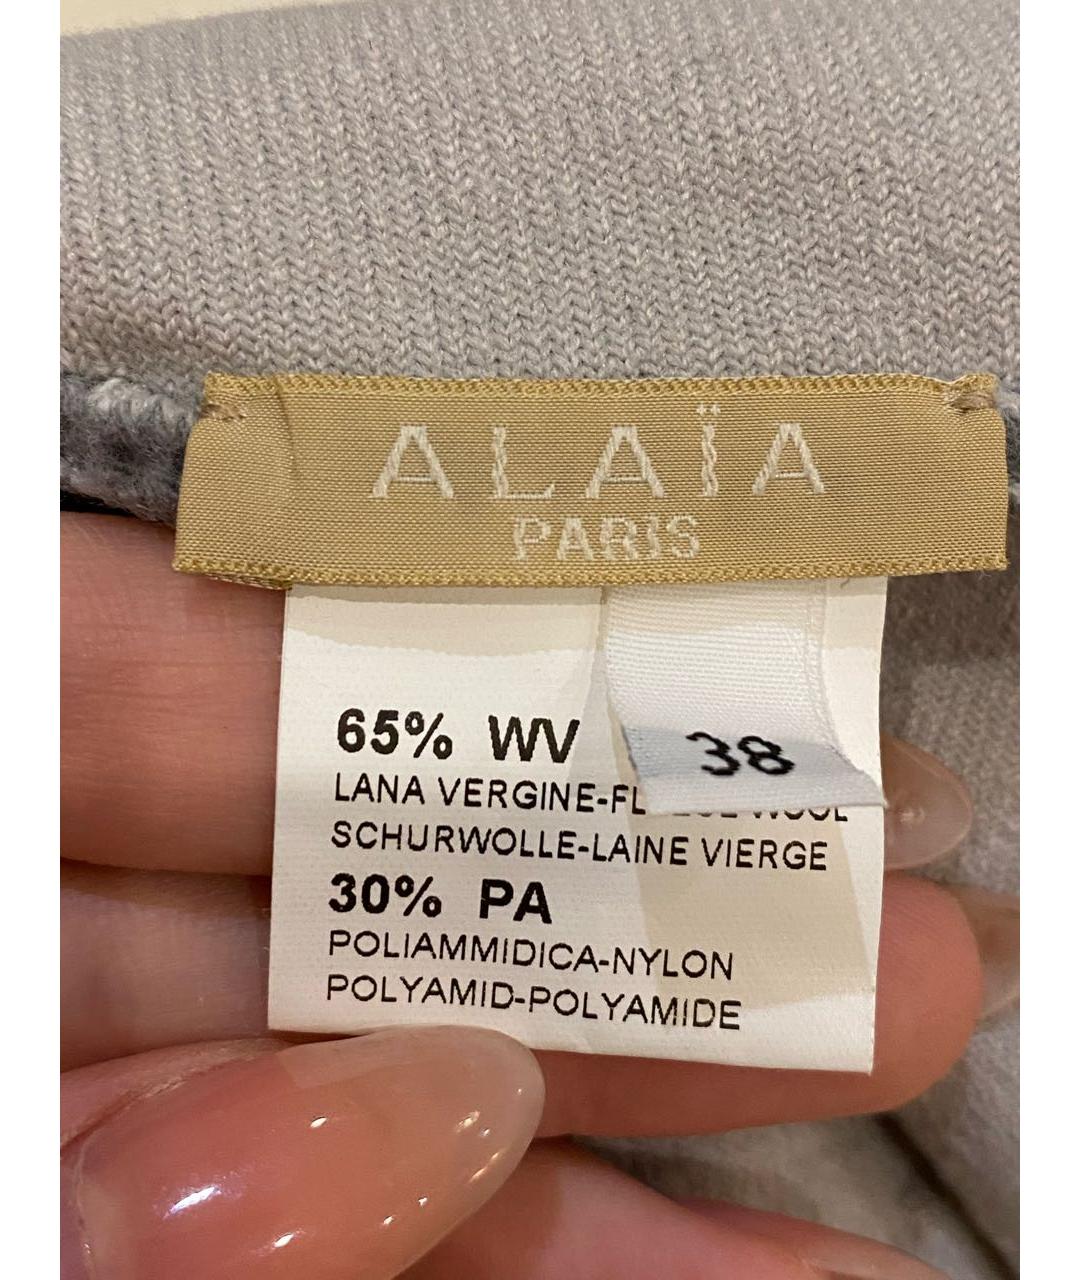 ALAÏA
PARIS
38
65% WV
LANA VERGINE-FL
SCHURWOLLE-LAINE VIERGE
30% PA
POLIAMMIDICA-NYLON
POLYAMID-POLYAMIDE